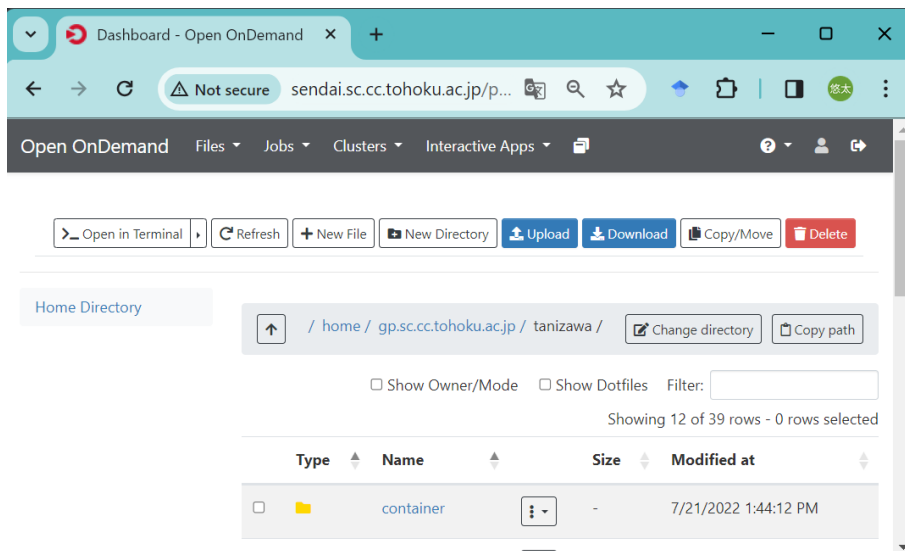 Dashboard - Open OnDemand
Not secure sendai.sc.cc.tohoku.ac.jp/p... 悠太
Open OnDemand Files Jobs Clusters Interactive Apps
Open in Terminal Refresh New File New Directory Upload Download Copy/Move Delete
Home Directory
/ home / gp.sc.cc.tohoku.ac.jp / tanizawa / Change directory Copy path
Show Owner/Mode Show Dotfiles Filter:
Showing 12 of 39 rows - 0 rows selected
Type Name Size Modified at
container - 7/21/2022 1:44:12 PM